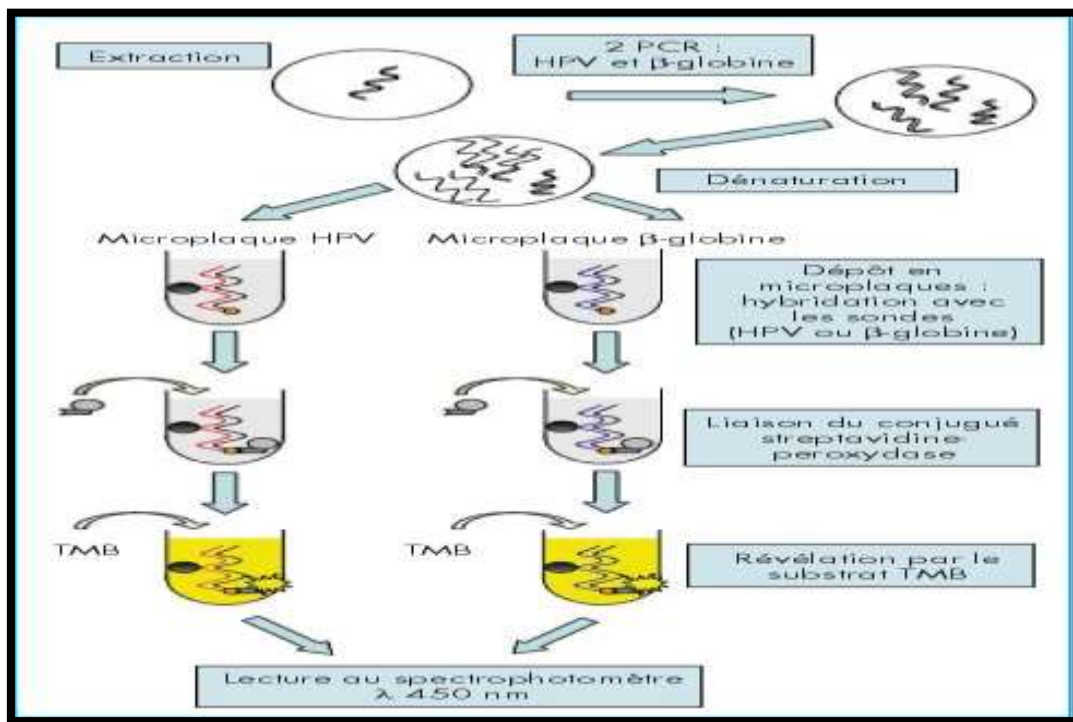 Extraction
2 PCR :
HPV et β-globine
Dénaturation
Microplaque HPV
Microplaque β-globine
Dépôt en
microplaques :
hybridation avec
les sondes
(HPV ou β-globine)
Liaison du conjugué
streptavidine-
peroxydase
TMB
TMB
Révélation par le
substrat TMB
Lecture au spectrophotomètre
λ 450 nm